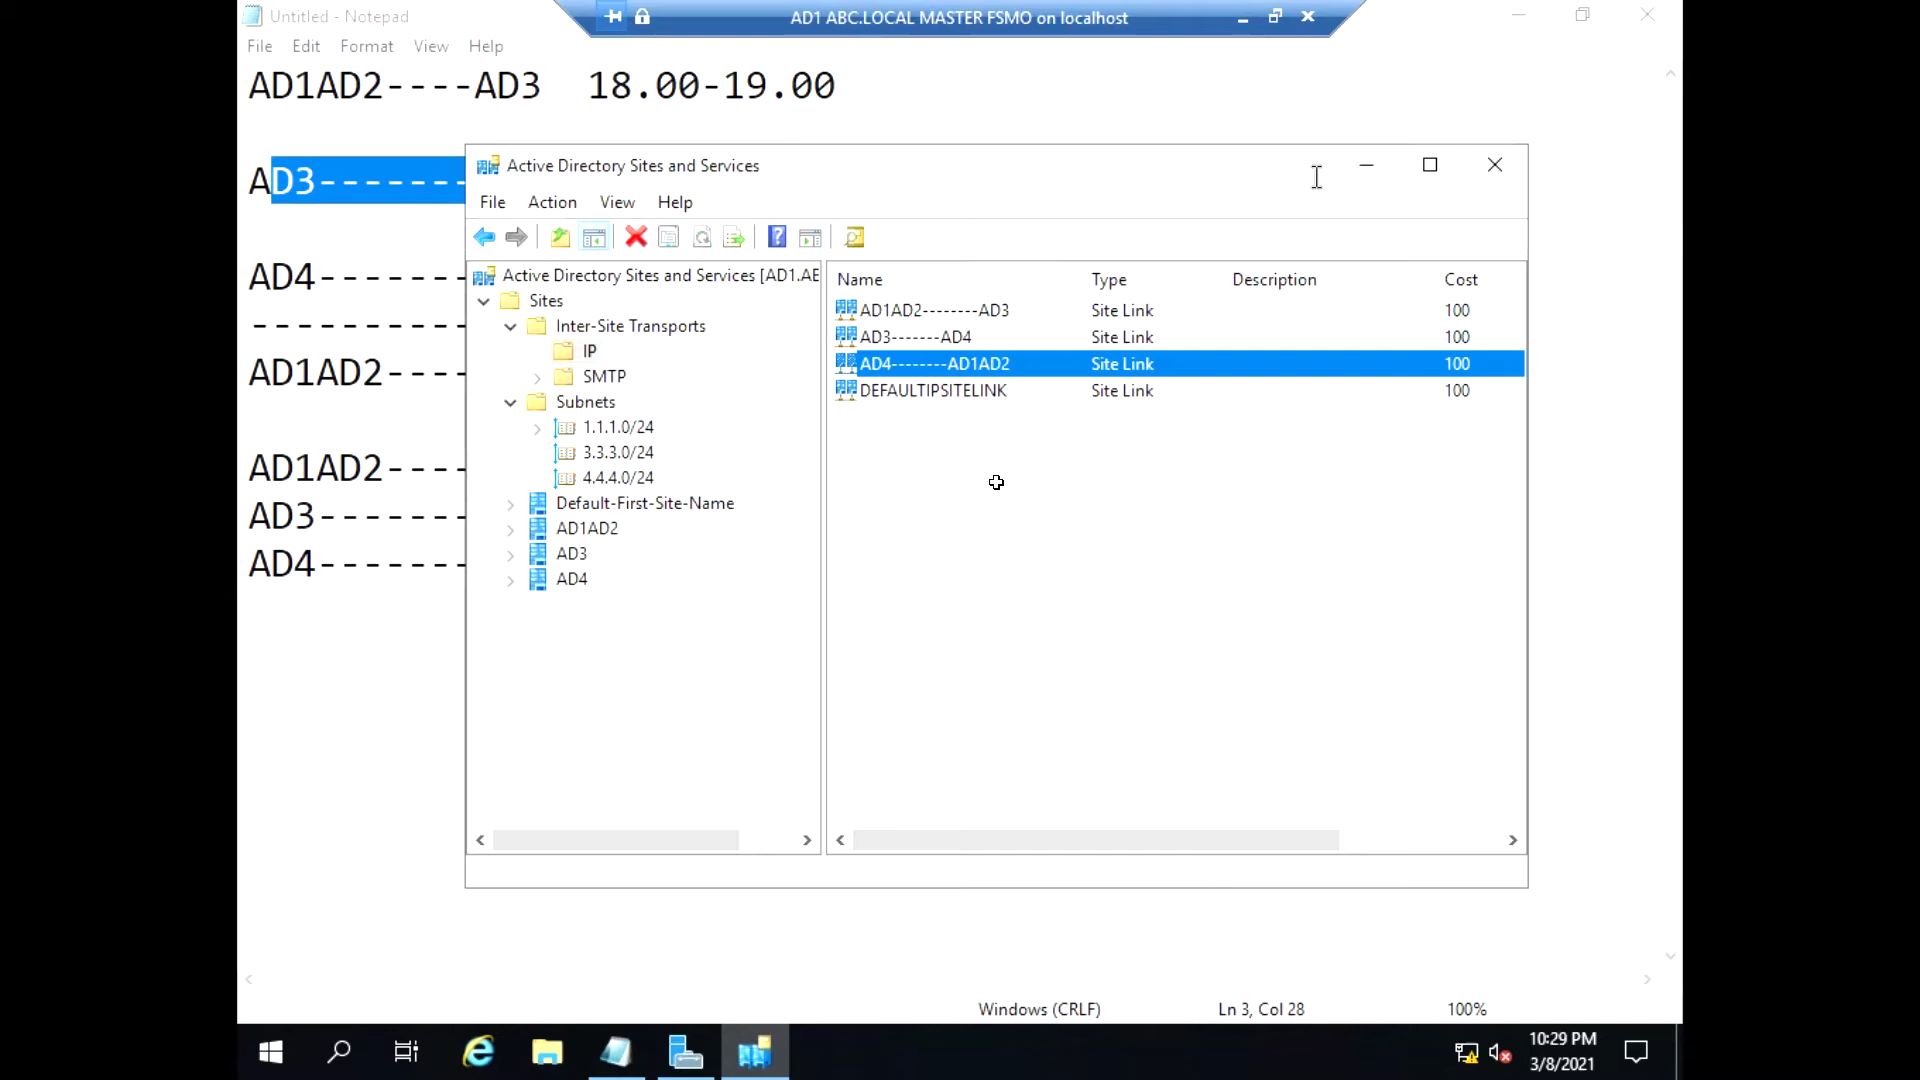 Untitled - Notepad
AD1 ABC.LOCAL MASTER FSMO on localhost
File Edit Format View Help
AD1AD2----AD3 18.00-19.00
AD3-------
AD4-------
----------
AD1AD2----
AD1AD2----
AD3-------
AD4-------
Active Directory Sites and Services
File Action View Help
Active Directory Sites and Services [AD1.AE
Sites
Inter-Site Transports
IP
SMTP
Subnets
1.1.1.0/24
3.3.3.0/24
4.4.4.0/24
Default-First-Site-Name
AD1AD2
AD3
AD4
Name Type Description Cost
AD1AD2--------AD3 Site Link 100
AD3-------AD4 Site Link 100
AD4--------AD1AD2 Site Link 100
DEFAULTIPSITELINK Site Link 100
Windows (CRLF) Ln 3, Col 28 100%
10:29 PM
3/8/2021